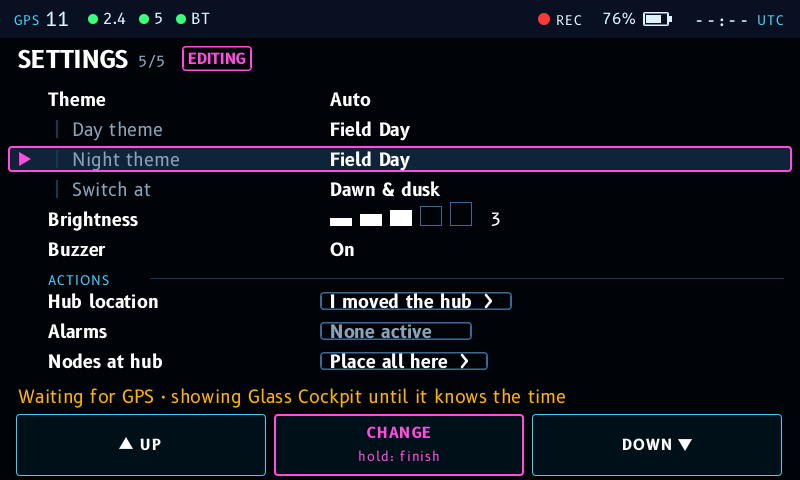 GPS 11 2.4 5 BT REC 76% --:-- UTC
SETTINGS 5/5 EDITING
Theme Auto
Day theme Field Day
Night theme Field Day
Switch at Dawn & dusk
Brightness 3
Buzzer On
ACTIONS
Hub location I moved the hub >
Alarms None active
Nodes at hub Place all here >
Waiting for GPS · showing Glass Cockpit until it knows the time
▲ UP CHANGE DOWN ▼
hold: finish